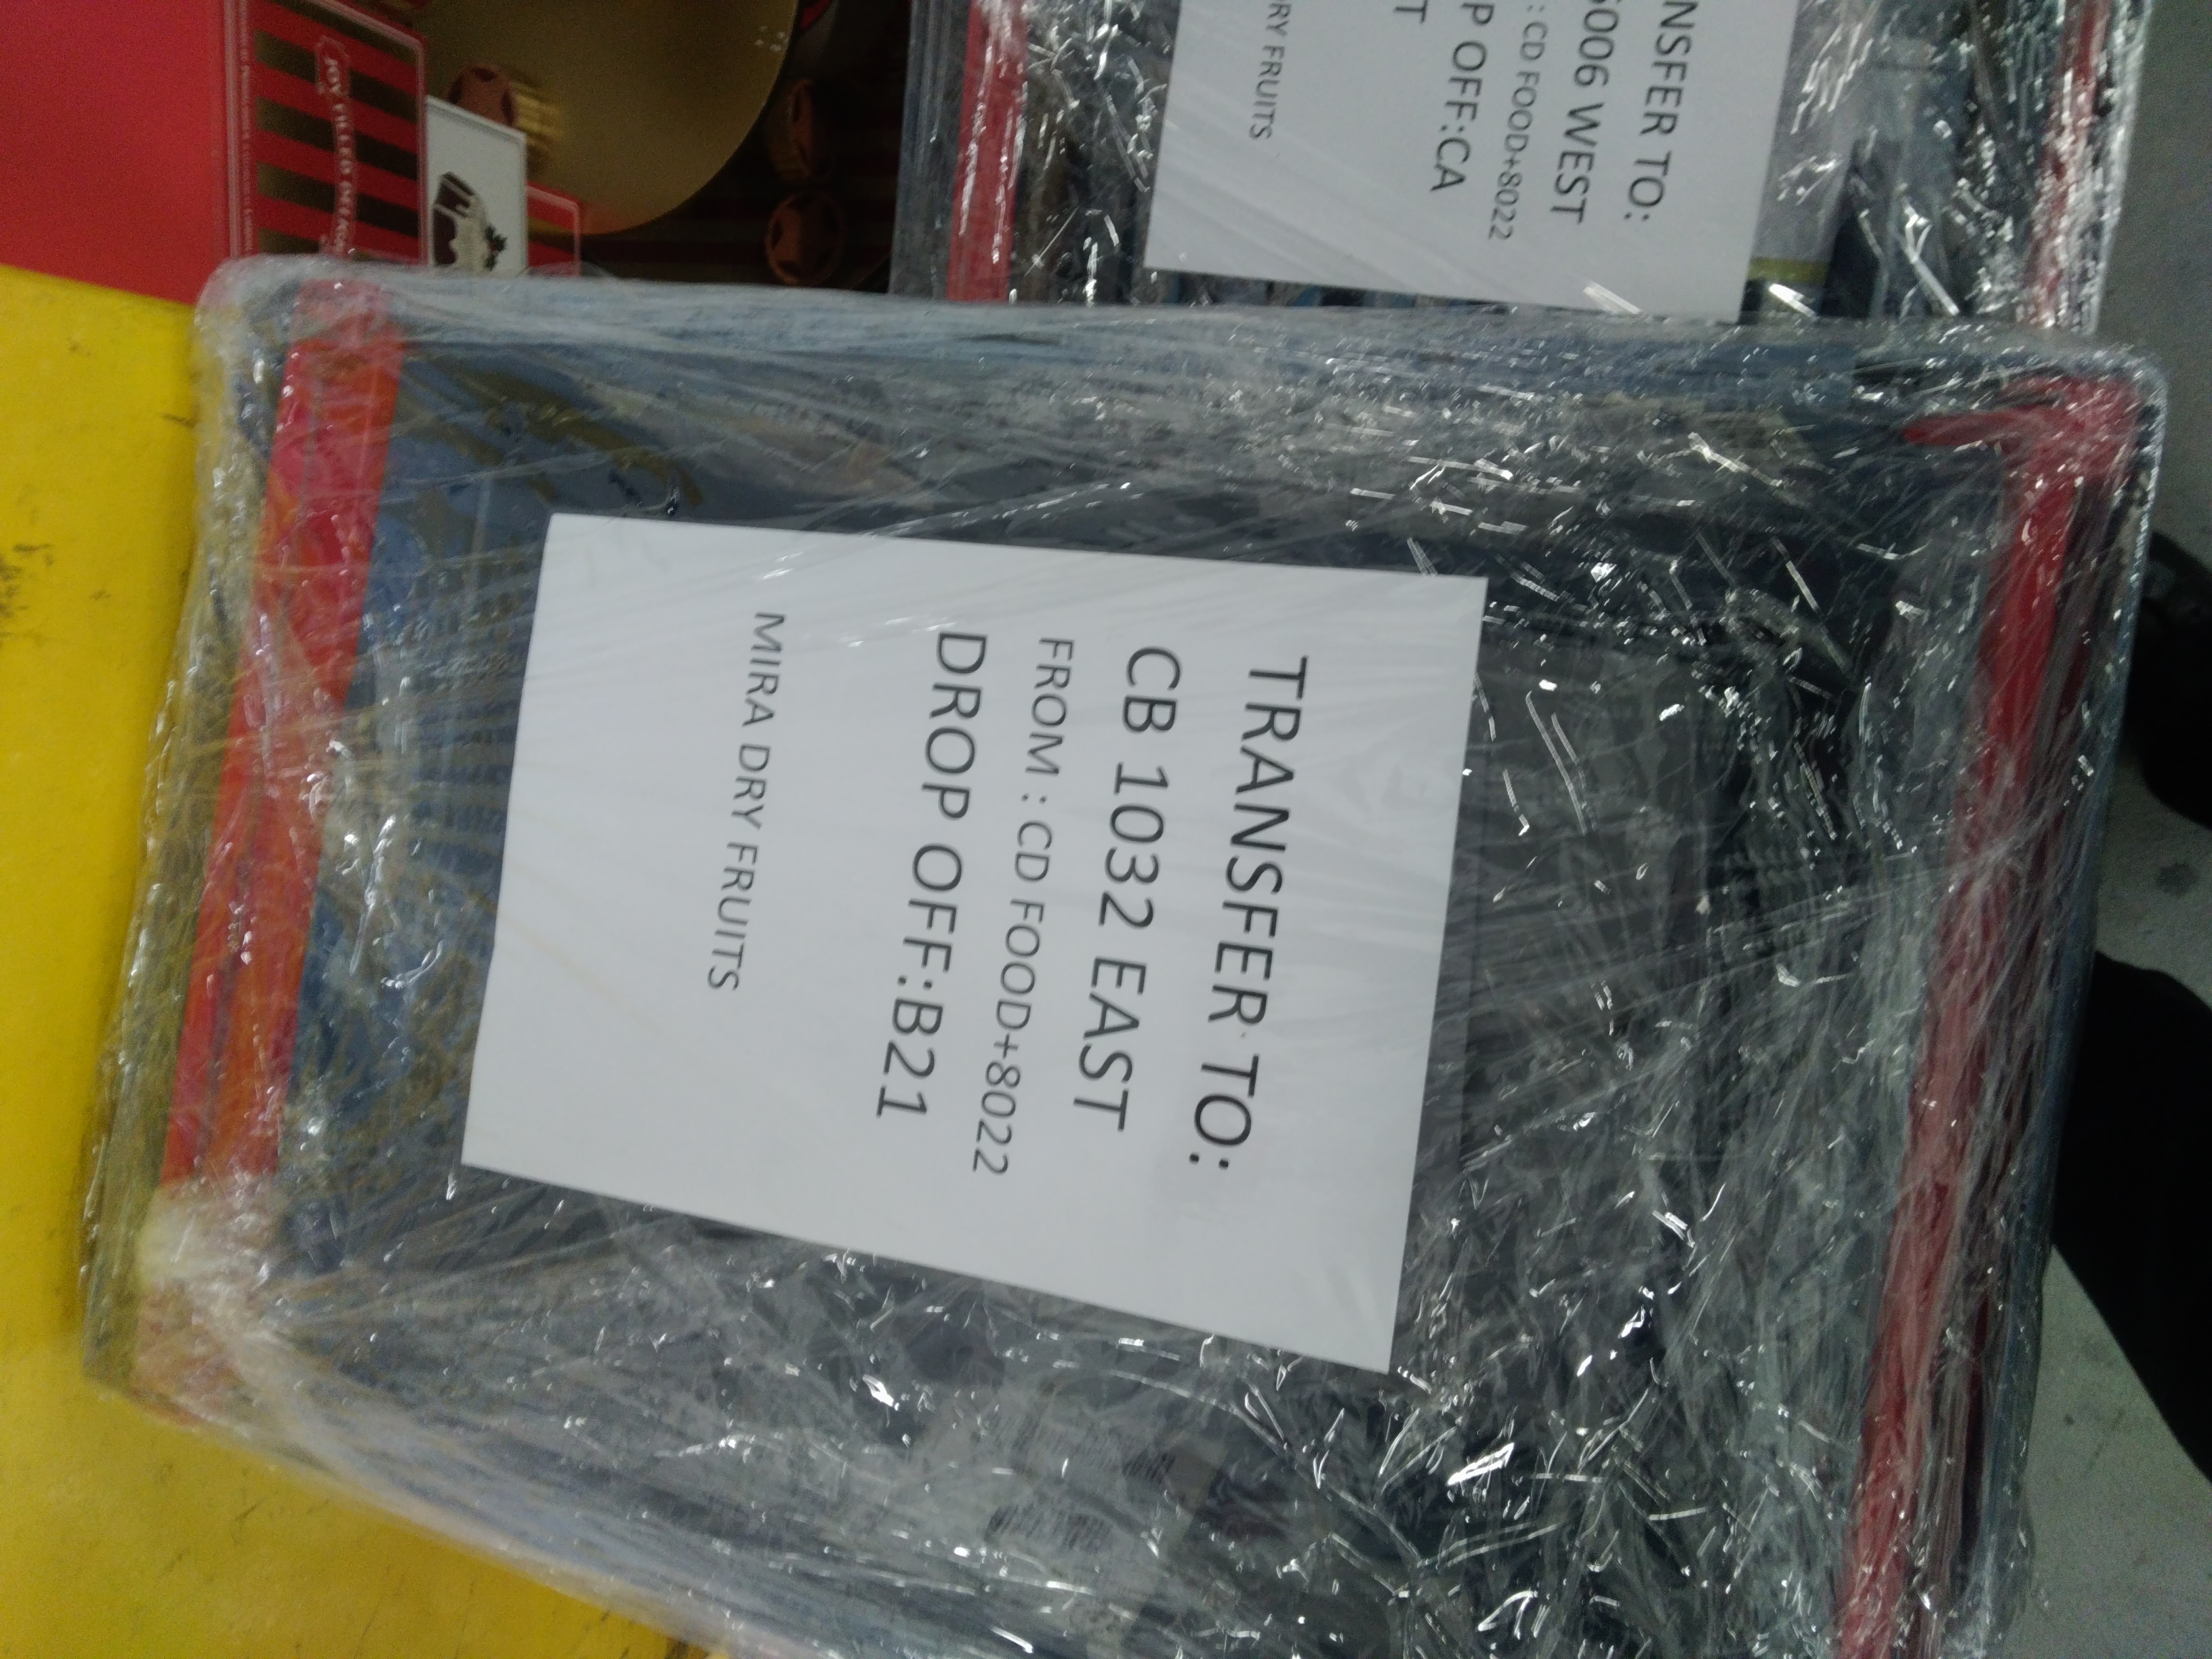 TRANSFER TO:
CB 1032 EAST
FROM : CD FOOD+8022
DROP OFF:B21
MIRA DRY FRUITS
NSFER TO:
6006 WEST
: CD FOOD+8022
P OFF:CA
T
RY FRUITS